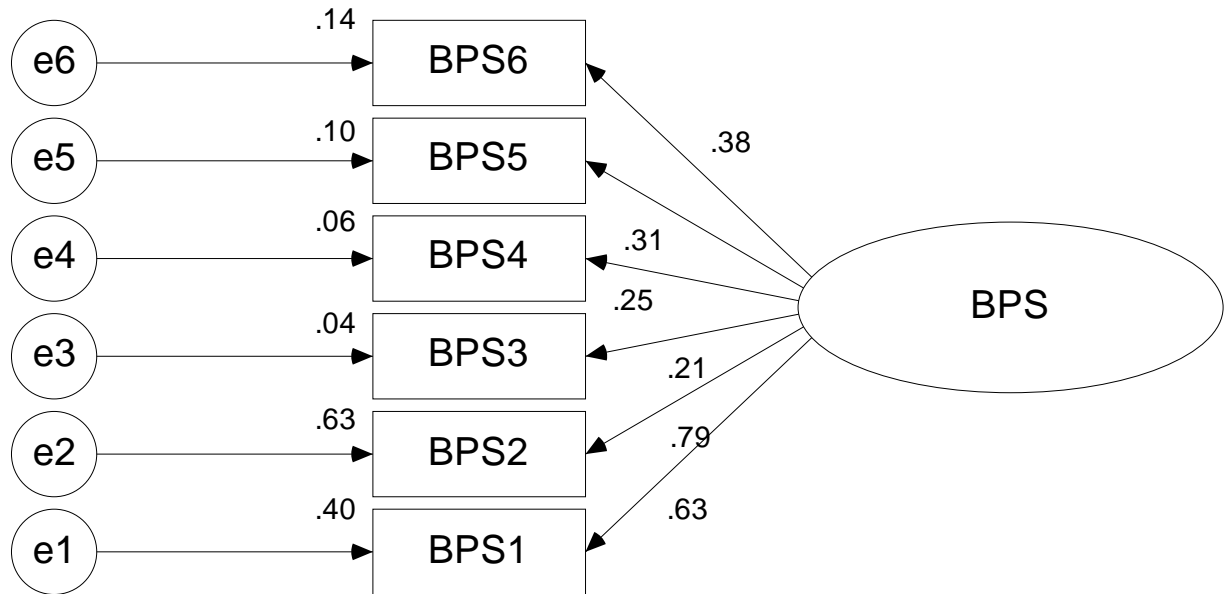 .14
e6
BPS6
.38
.10
e5
BPS5
.06
e4
BPS4
.31
BPS
.25
.04
e3
BPS3
.21
.63
e2
BPS2
.79
.40
.63
e1
BPS1